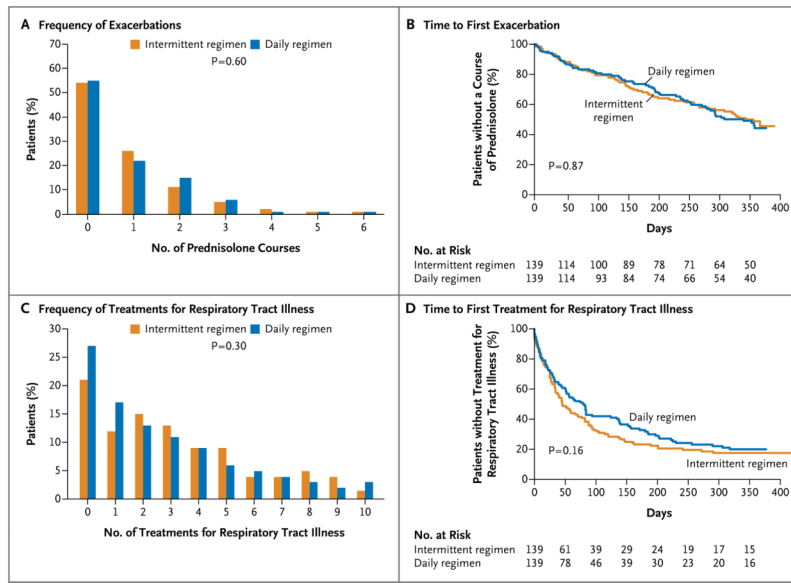 A Frequency of Exacerbations
Intermittent regimen Daily regimen
P=0.60
Patients (%)
70
60
50
40
30
20
10
0
0 1 2 3 4 5 6
No. of Prednisolone Courses
B Time to First Exacerbation
Patients without a Course
of Prednisolone (%)
100
80
60
40
20
0
Daily regimen
Intermittent
regimen
P=0.87
0 50 100 150 200 250 300 350 400
Days
No. at Risk
Intermittent regimen 139 114 100 89 78 71 64 50
Daily regimen 139 114 93 84 74 66 54 40
C Frequency of Treatments for Respiratory Tract Illness
Intermittent regimen Daily regimen
P=0.30
Patients (%)
30
25
20
15
10
5
0
0 1 2 3 4 5 6 7 8 9 10
No. of Treatments for Respiratory Tract Illness
D Time to First Treatment for Respiratory Tract Illness
Patients without Treatment for
Respiratory Tract Illness (%)
100
80
60
40
20
0
Daily regimen
P=0.16
Intermittent regimen
0 50 100 150 200 250 300 350 400
Days
No. at Risk
Intermittent regimen 139 61 39 29 24 19 17 15
Daily regimen 139 78 46 39 30 23 20 16